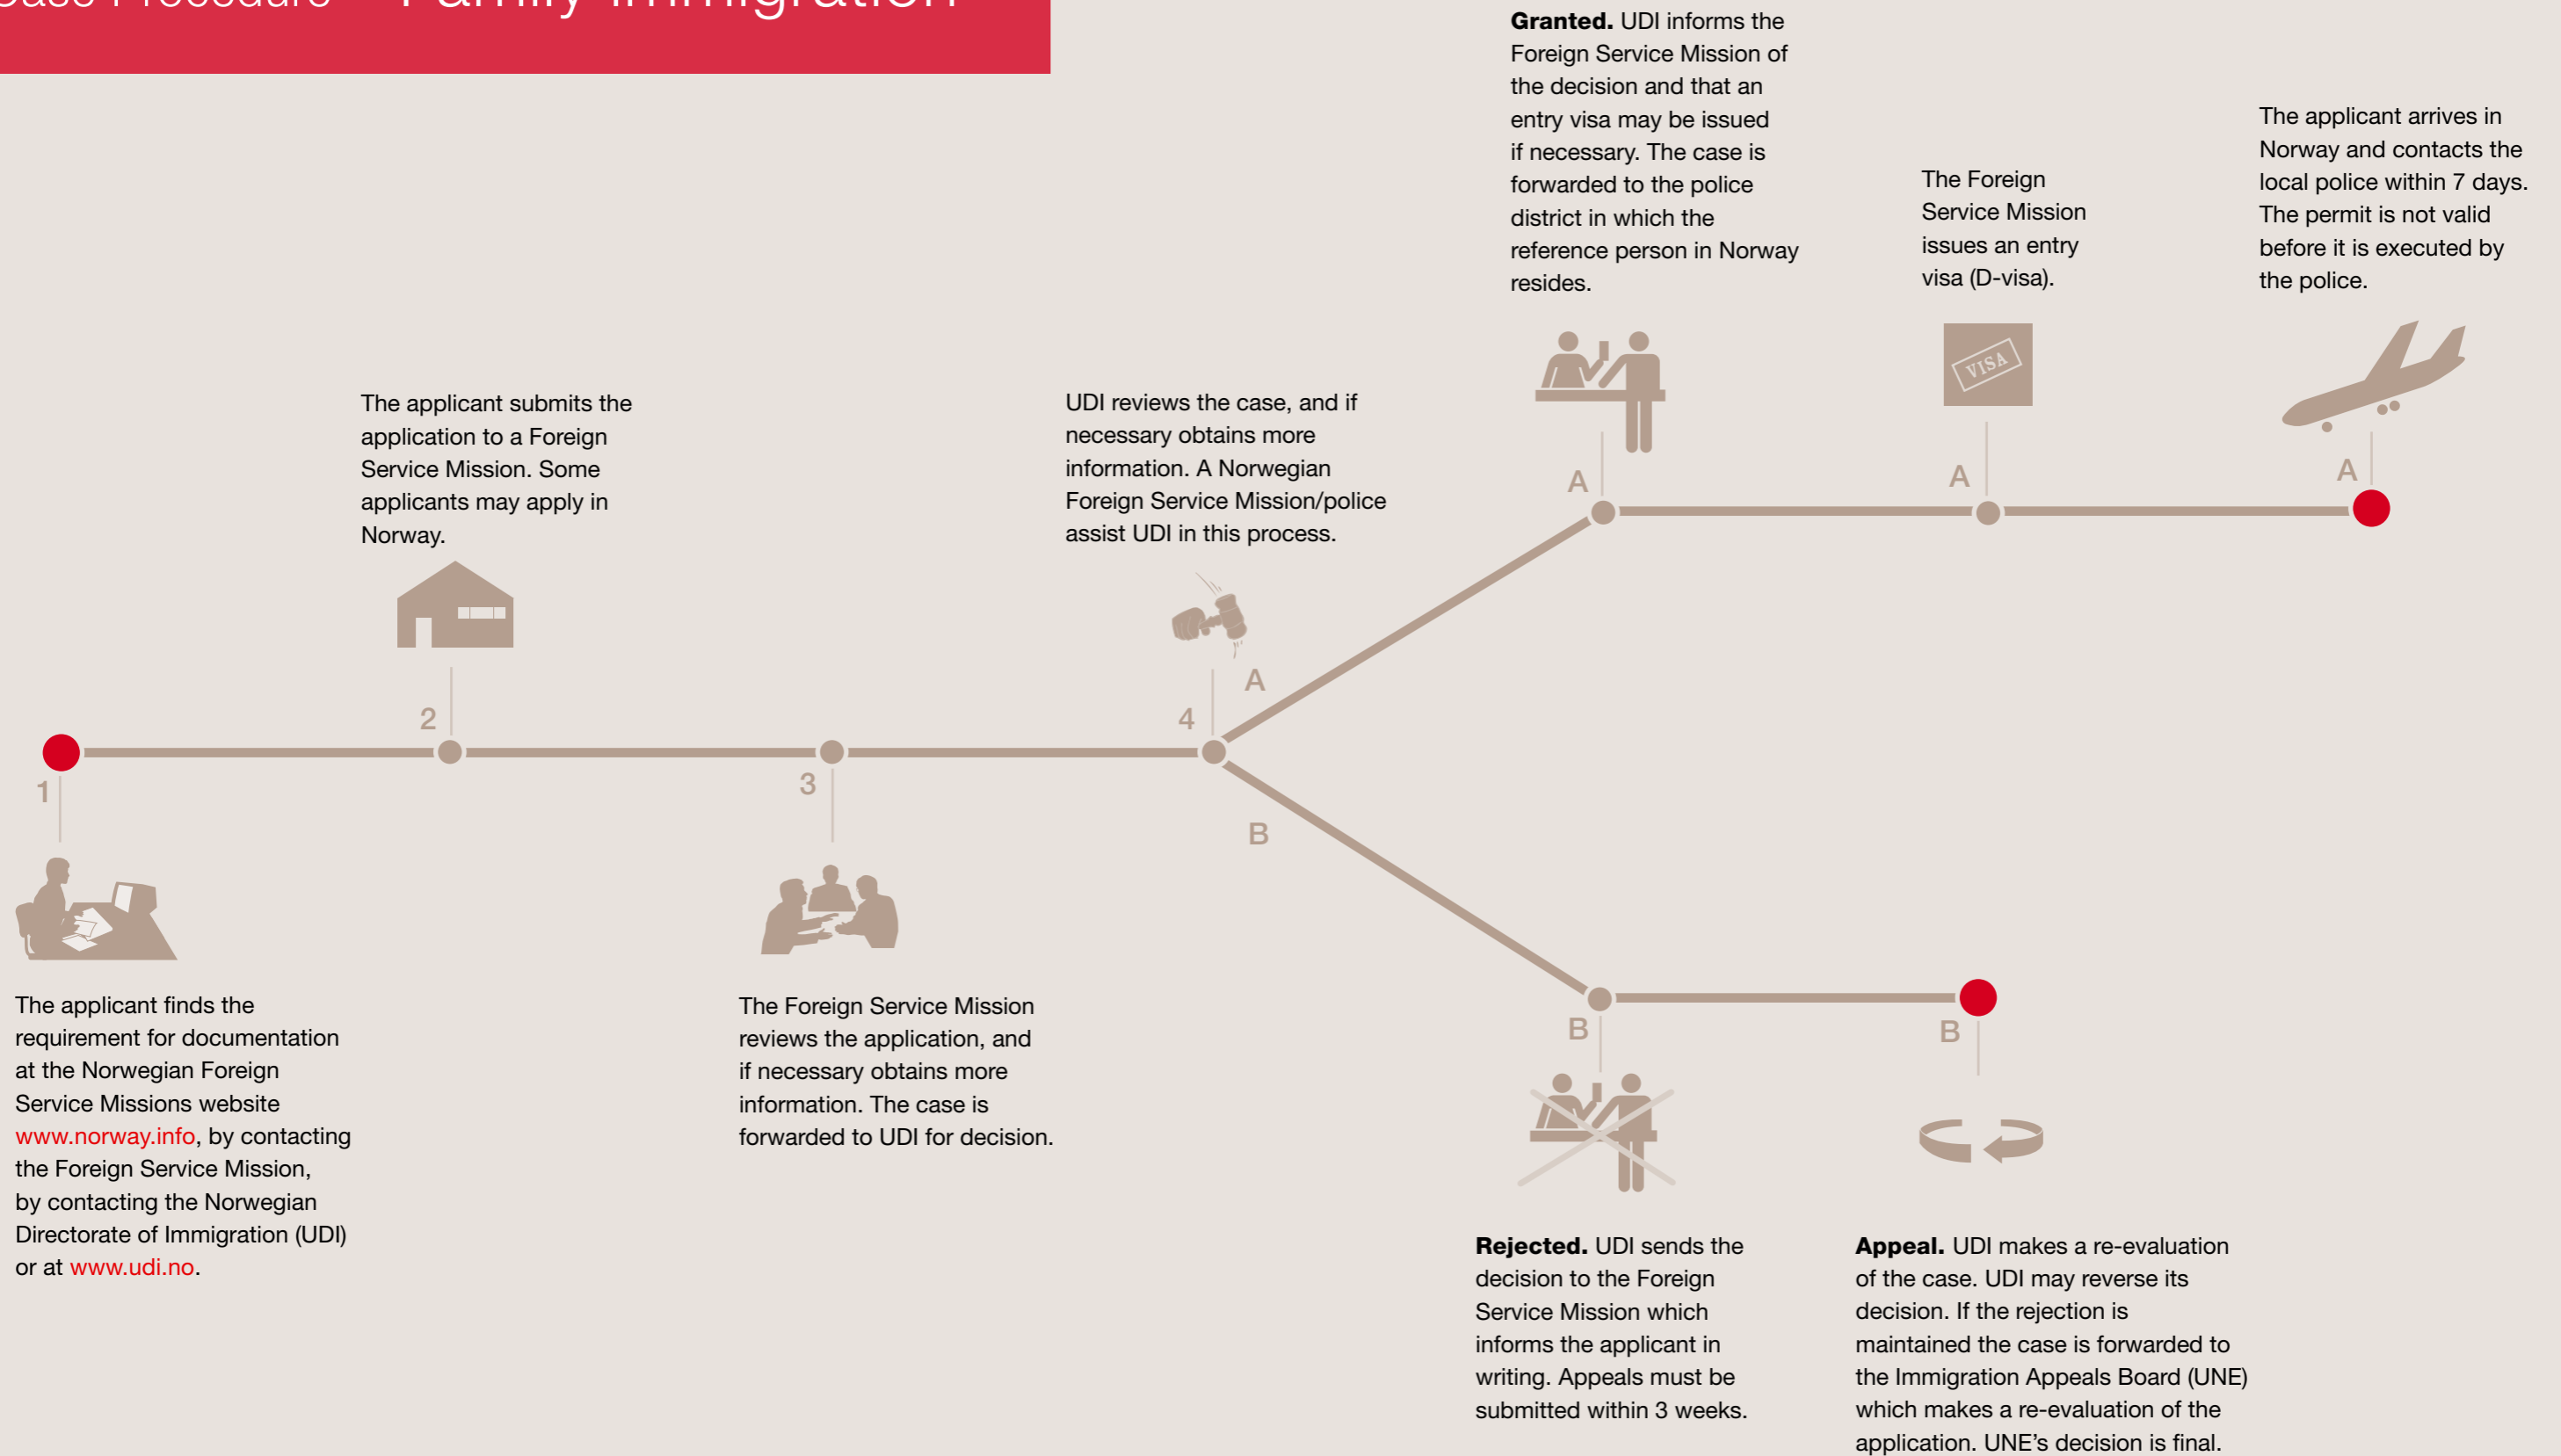 Case Procedure – Family Immigration
The applicant finds the
requirement for documentation
at the Norwegian Foreign
Service Missions website
www.norway.info, by contacting
the Foreign Service Mission,
by contacting the Norwegian
Directorate of Immigration (UDI)
or at www.udi.no.
1
The applicant submits the
application to a Foreign
Service Mission. Some
applicants may apply in
Norway.
2
3
The Foreign Service Mission
reviews the application, and
if necessary obtains more
information. The case is
forwarded to UDI for decision.
UDI reviews the case, and if
necessary obtains more
information. A Norwegian
Foreign Service Mission/police
assist UDI in this process.
4
A
B
Granted. UDI informs the
Foreign Service Mission of
the decision and that an
entry visa may be issued
if necessary. The case is
forwarded to the police
district in which the
reference person in Norway
resides.
A
The Foreign
Service Mission
issues an entry
visa (D-visa).
VISA
A
The applicant arrives in
Norway and contacts the
local police within 7 days.
The permit is not valid
before it is executed by
the police.
A
B
Rejected. UDI sends the
decision to the Foreign
Service Mission which
informs the applicant in
writing. Appeals must be
submitted within 3 weeks.
B
Appeal. UDI makes a re-evaluation
of the case. UDI may reverse its
decision. If the rejection is
maintained the case is forwarded to
the Immigration Appeals Board (UNE)
which makes a re-evaluation of the
application. UNE's decision is final.